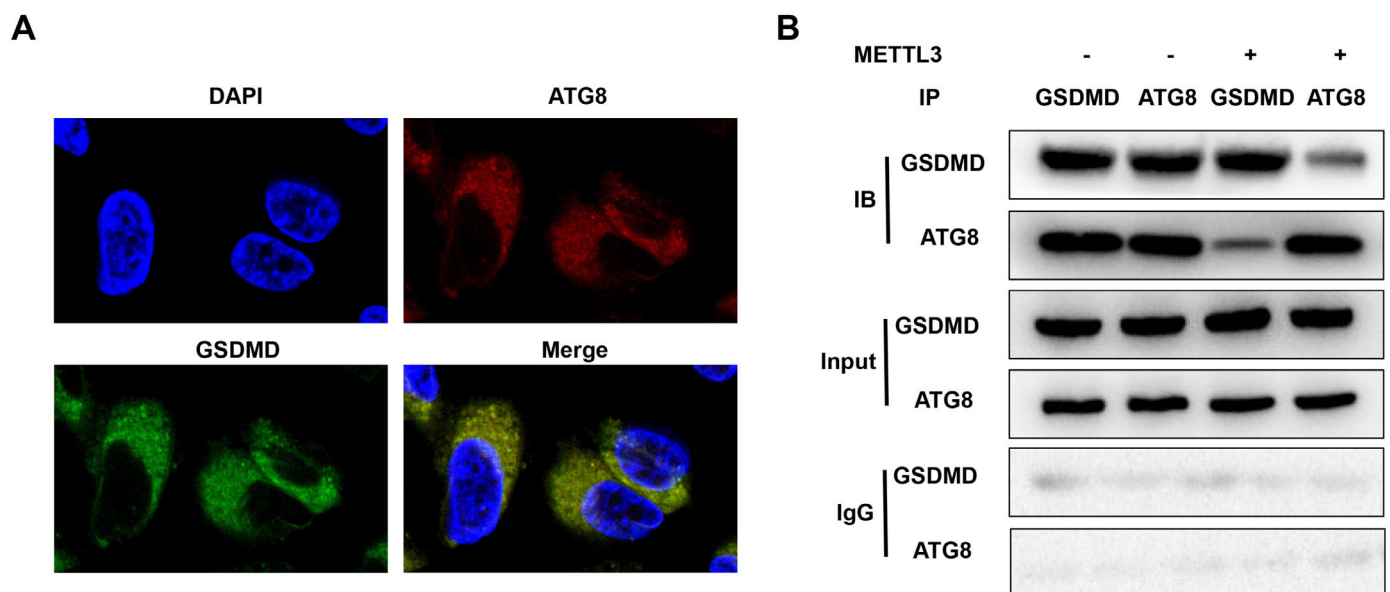 A
DAPI
ATG8
GSDMD
Merge
B
METTL3 - - + +
IP GSDMD ATG8 GSDMD ATG8
IB
GSDMD
ATG8
Input
GSDMD
ATG8
IgG
GSDMD
ATG8